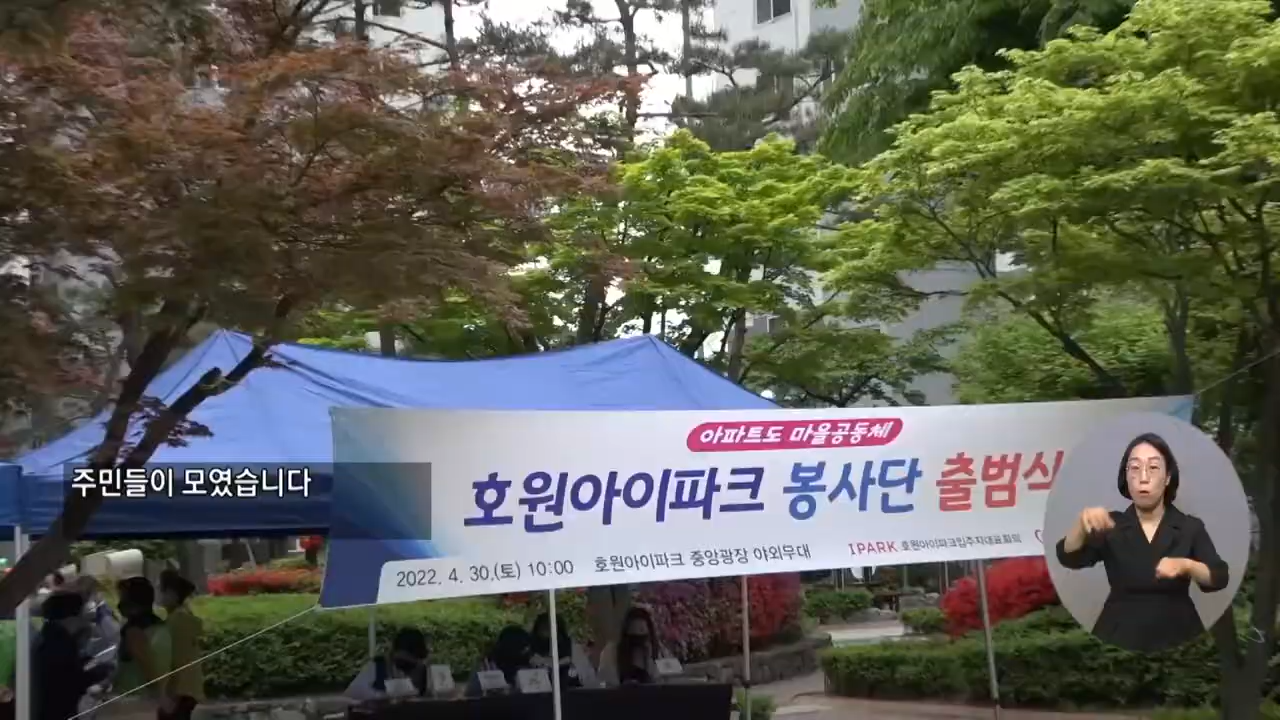 아파트도 마을공동체
호원아이파크 봉사단 출범식
주민들이 모였습니다
2022. 4. 30.(토) 10:00 호원아이파크 중앙광장 야외무대
IPARK 호원아이파크입주자대표회의